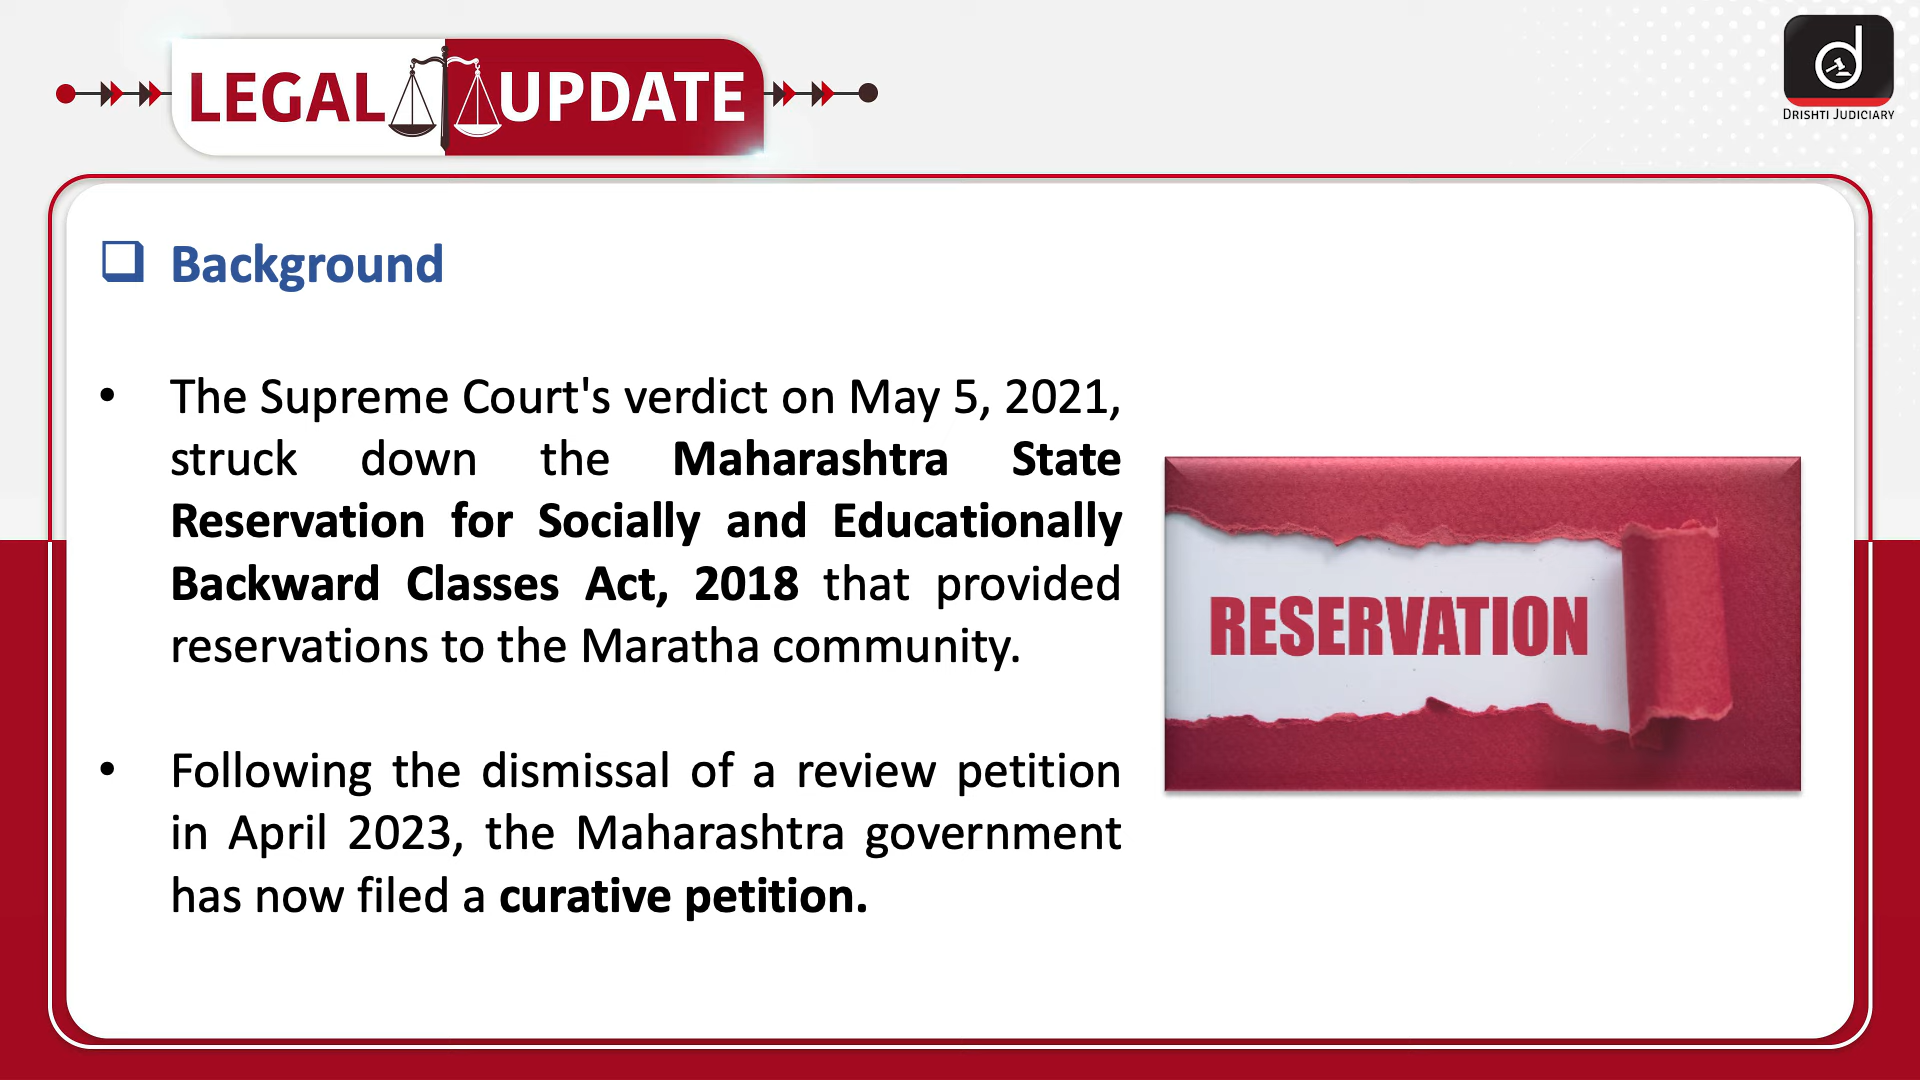 LEGAL UPDATE
DRISHTI JUDICIARY
❑ Background
• The Supreme Court's verdict on May 5, 2021,
struck down the Maharashtra State
Reservation for Socially and Educationally
Backward Classes Act, 2018 that provided
reservations to the Maratha community.
RESERVATION
• Following the dismissal of a review petition
in April 2023, the Maharashtra government
has now filed a curative petition.